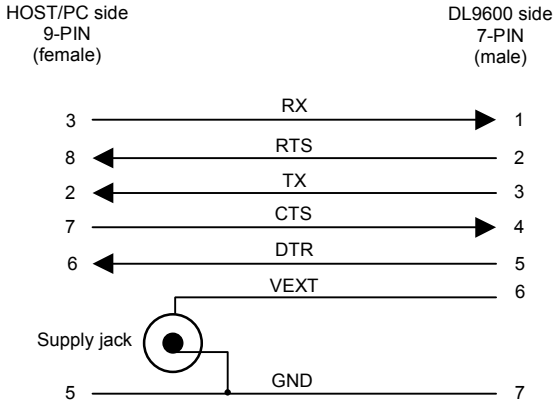 HOST/PC side
9-PIN
(female)
DL9600 side
7-PIN
(male)
3 RX 1
8 RTS 2
2 TX 3
7 CTS 4
6 DTR 5
VEXT 6
Supply jack
5 GND 7